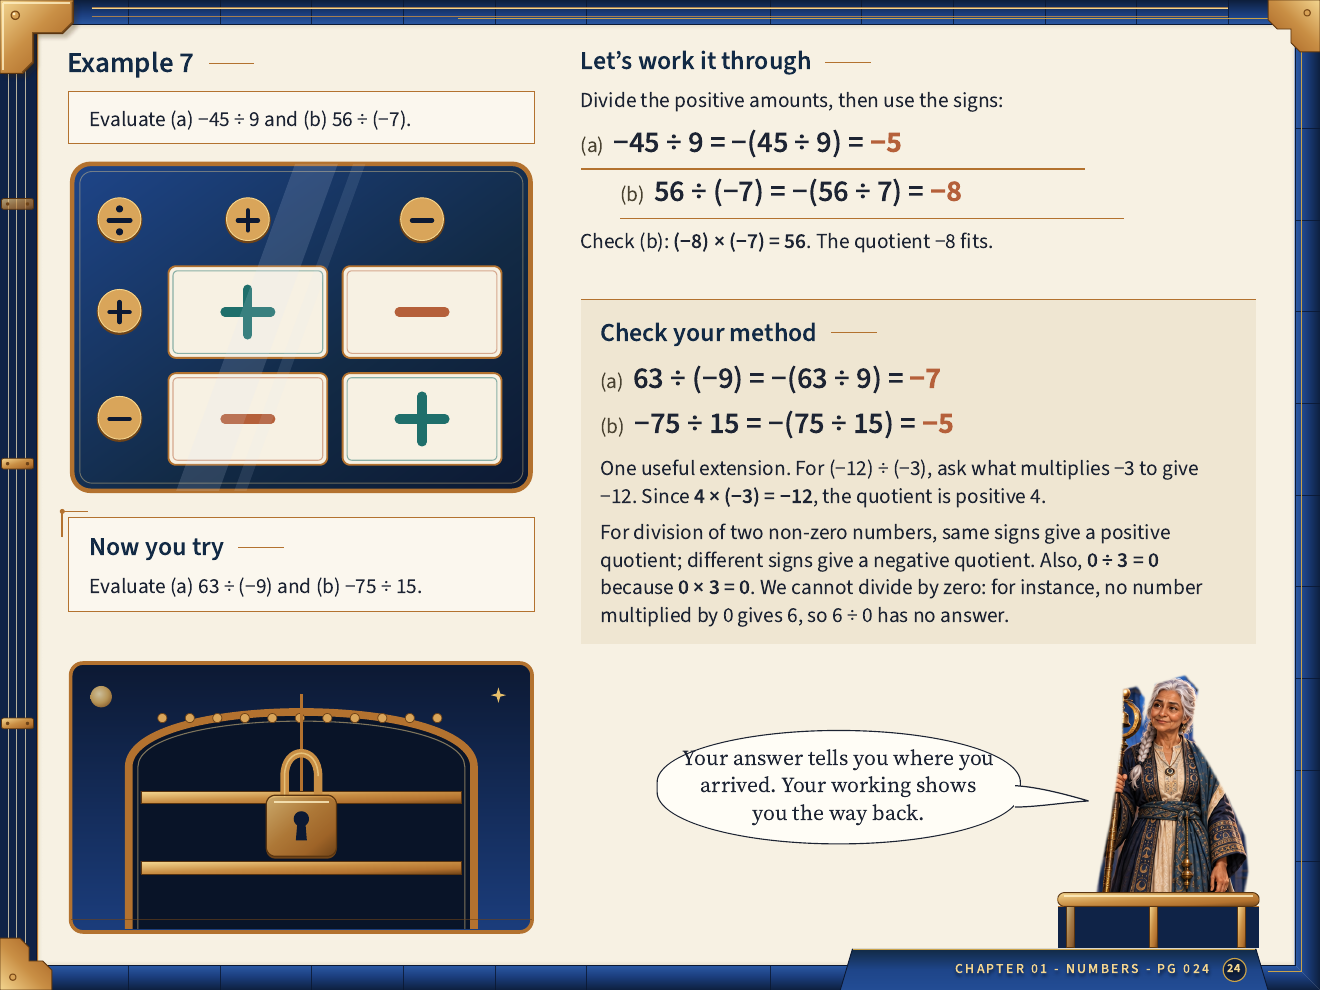 Example 7
Evaluate (a) −45 ÷ 9 and (b) 56 ÷ (−7).
÷ + −
+ + −
− − +
Now you try
Evaluate (a) 63 ÷ (−9) and (b) −75 ÷ 15.
Let’s work it through
Divide the positive amounts, then use the signs:
(a) −45 ÷ 9 = −(45 ÷ 9) = −5
(b) 56 ÷ (−7) = −(56 ÷ 7) = −8
Check (b): (−8) × (−7) = 56. The quotient −8 fits.
Check your method
(a) 63 ÷ (−9) = −(63 ÷ 9) = −7
(b) −75 ÷ 15 = −(75 ÷ 15) = −5
One useful extension. For (−12) ÷ (−3), ask what multiplies −3 to give
−12. Since 4 × (−3) = −12, the quotient is positive 4.
For division of two non-zero numbers, same signs give a positive
quotient; different signs give a negative quotient. Also, 0 ÷ 3 = 0
because 0 × 3 = 0. We cannot divide by zero: for instance, no number
multiplied by 0 gives 6, so 6 ÷ 0 has no answer.
Your answer tells you where you
arrived. Your working shows
you the way back.
CHAPTER 01 - NUMBERS - PG 024 24